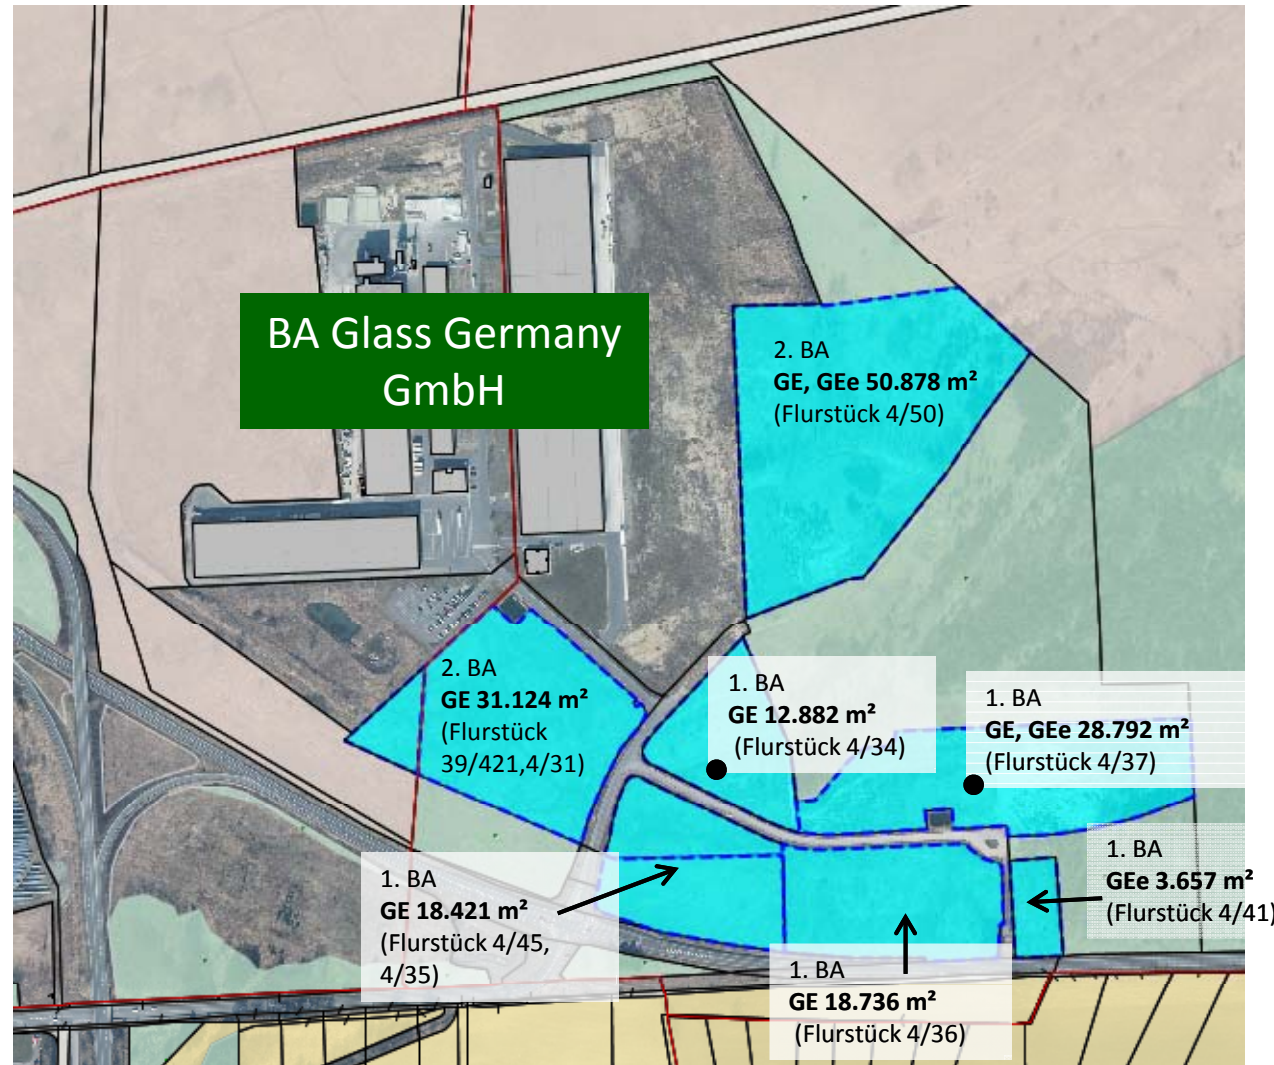 BA Glass Germany
GmbH
2. BA
GE, GEe 50.878 m²
(Flurstück 4/50)
2. BA
GE 31.124 m²
(Flurstück
39/421,4/31)
1. BA
GE 12.882 m²
(Flurstück 4/34)
1. BA
GE, GEe 28.792 m²
(Flurstück 4/37)
1. BA
GE 18.421 m²
(Flurstück 4/45,
4/35)
1. BA
GEe 3.657 m²
(Flurstück 4/41)
1. BA
GE 18.736 m²
(Flurstück 4/36)